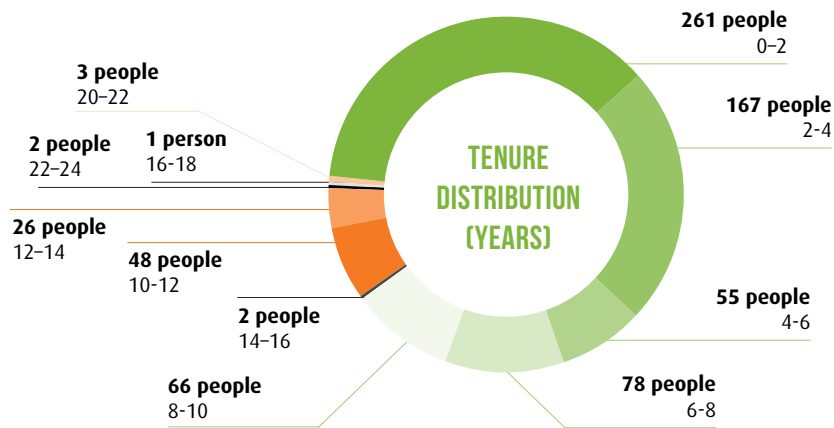 261 people
0–2
167 people
2-4
55 people
4-6
78 people
6-8
66 people
8-10
2 people
14–16
48 people
10-12
26 people
12–14
2 people
22–24
1 person
16-18
3 people
20–22
TENURE
DISTRIBUTION
(YEARS)